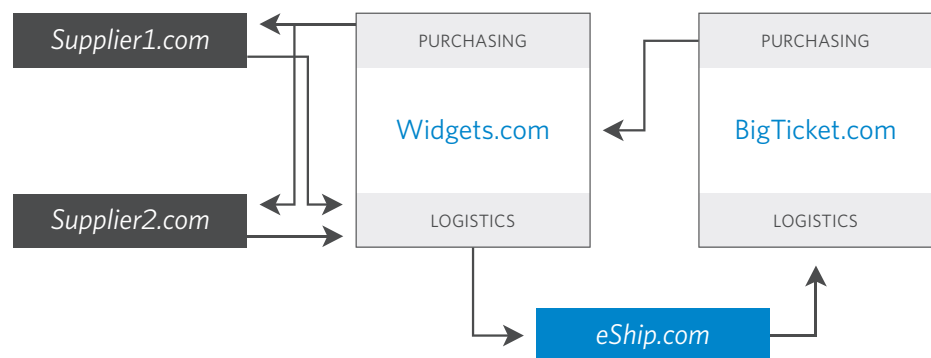 Supplier1.com
PURCHASING
PURCHASING
Widgets.com
BigTicket.com
Supplier2.com
LOGISTICS
LOGISTICS
eShip.com